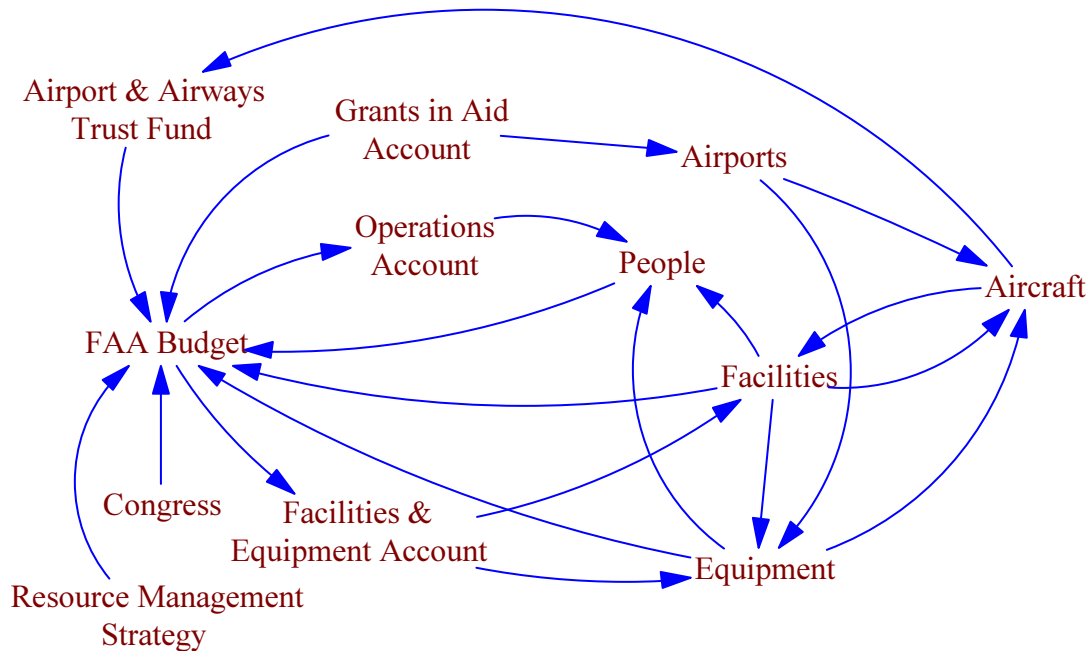 Airport & Airways
Trust Fund
Grants in Aid
Account
Airports
Operations
Account
People
Aircraft
FAA Budget
Facilities
Congress
Facilities &
Equipment Account
Equipment
Resource Management
Strategy